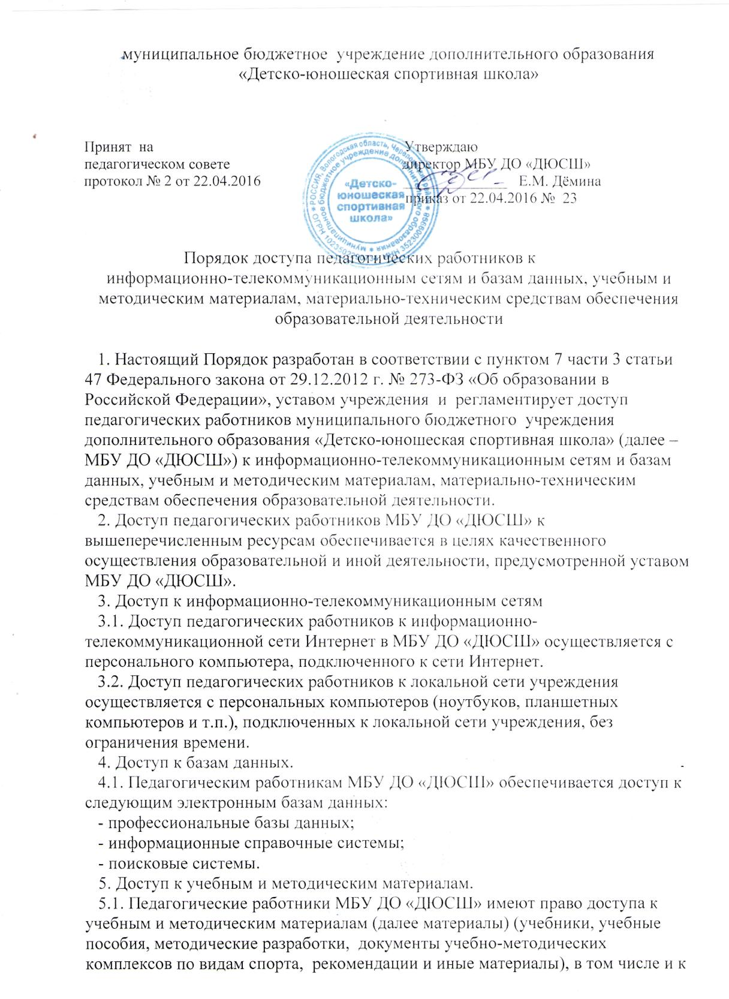 муниципальное бюджетное учреждение дополнительного образования
«Детско-юношеская спортивная школа»
Принят на
педагогическом совете
протокол № 2 от 22.04.2016
Утверждаю
директор МБУ ДО «ДЮСШ»
Е.М. Дёмина
приказ от 22.04.2016 № 23
РОССИЯ, Вологодская область, Череповецкий район
муниципальное бюджетное учреждение дополнительного образования
ИНН 3523009998
«Детско-
юношеская
спортивная
школа»
Порядок доступа педагогических работников к
информационно-телекоммуникационным сетям и базам данных, учебным и
методическим материалам, материально-техническим средствам обеспечения
образовательной деятельности
1. Настоящий Порядок разработан в соответствии с пунктом 7 части 3 статьи
47 Федерального закона от 29.12.2012 г. № 273-ФЗ «Об образовании в
Российской Федерации», уставом учреждения и регламентирует доступ
педагогических работников муниципального бюджетного учреждения
дополнительного образования «Детско-юношеская спортивная школа» (далее –
МБУ ДО «ДЮСШ») к информационно-телекоммуникационным сетям и базам
данных, учебным и методическим материалам, материально-техническим
средствам обеспечения образовательной деятельности.
2. Доступ педагогических работников МБУ ДО «ДЮСШ» к
вышеперечисленным ресурсам обеспечивается в целях качественного
осуществления образовательной и иной деятельности, предусмотренной уставом
МБУ ДО «ДЮСШ».
3. Доступ к информационно-телекоммуникационным сетям
3.1. Доступ педагогических работников к информационно-
телекоммуникационной сети Интернет в МБУ ДО «ДЮСШ» осуществляется с
персонального компьютера, подключенного к сети Интернет.
3.2. Доступ педагогических работников к локальной сети учреждения
осуществляется с персональных компьютеров (ноутбуков, планшетных
компьютеров и т.п.), подключенных к локальной сети учреждения, без
ограничения времени.
4. Доступ к базам данных.
4.1. Педагогическим работникам МБУ ДО «ДЮСШ» обеспечивается доступ к
следующим электронным базам данных:
- профессиональные базы данных;
- информационные справочные системы;
- поисковые системы.
5. Доступ к учебным и методическим материалам.
5.1. Педагогические работники МБУ ДО «ДЮСШ» имеют право доступа к
учебным и методическим материалам (далее материалы) (учебники, учебные
пособия, методические разработки, документы учебно-методических
комплексов по видам спорта, рекомендации и иные материалы), в том числе и к